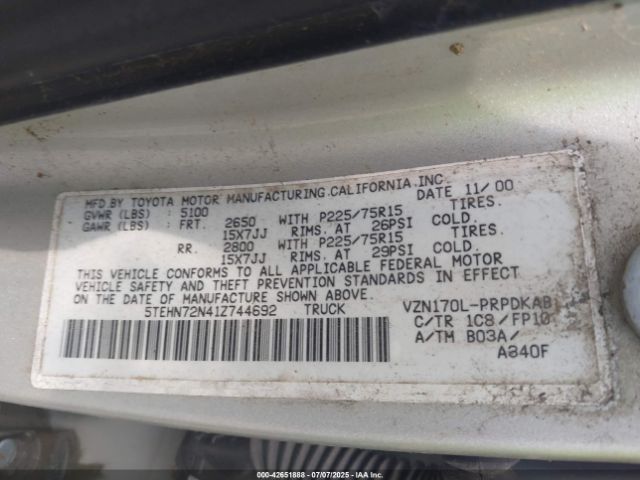 MFD BY TOYOTA MOTOR MANUFACTURING,CALIFORNIA,INC. DATE 11/00
GVWR (LBS) : 5100
GAWR (LBS) : FRT. 2650 WITH P225/75R15 TIRES.
15X7JJ RIMS. AT 26PSI COLD.
RR. 2800 WITH P225/75R15 TIRES.
15X7JJ RIMS. AT 29PSI COLD.
THIS VEHICLE CONFORMS TO ALL APPLICABLE FEDERAL MOTOR
VEHICLE SAFETY AND THEFT PREVENTION STANDARDS IN EFFECT
ON THE DATE OF MANUFACTURE SHOWN ABOVE.
5TEHN72N41Z744692 TRUCK VZN170L-PRPDKAB
C/TR 1C8/FP10
A/TM B03A/
A340F
000-42651888 - 07/07/2025 - IAA Inc.